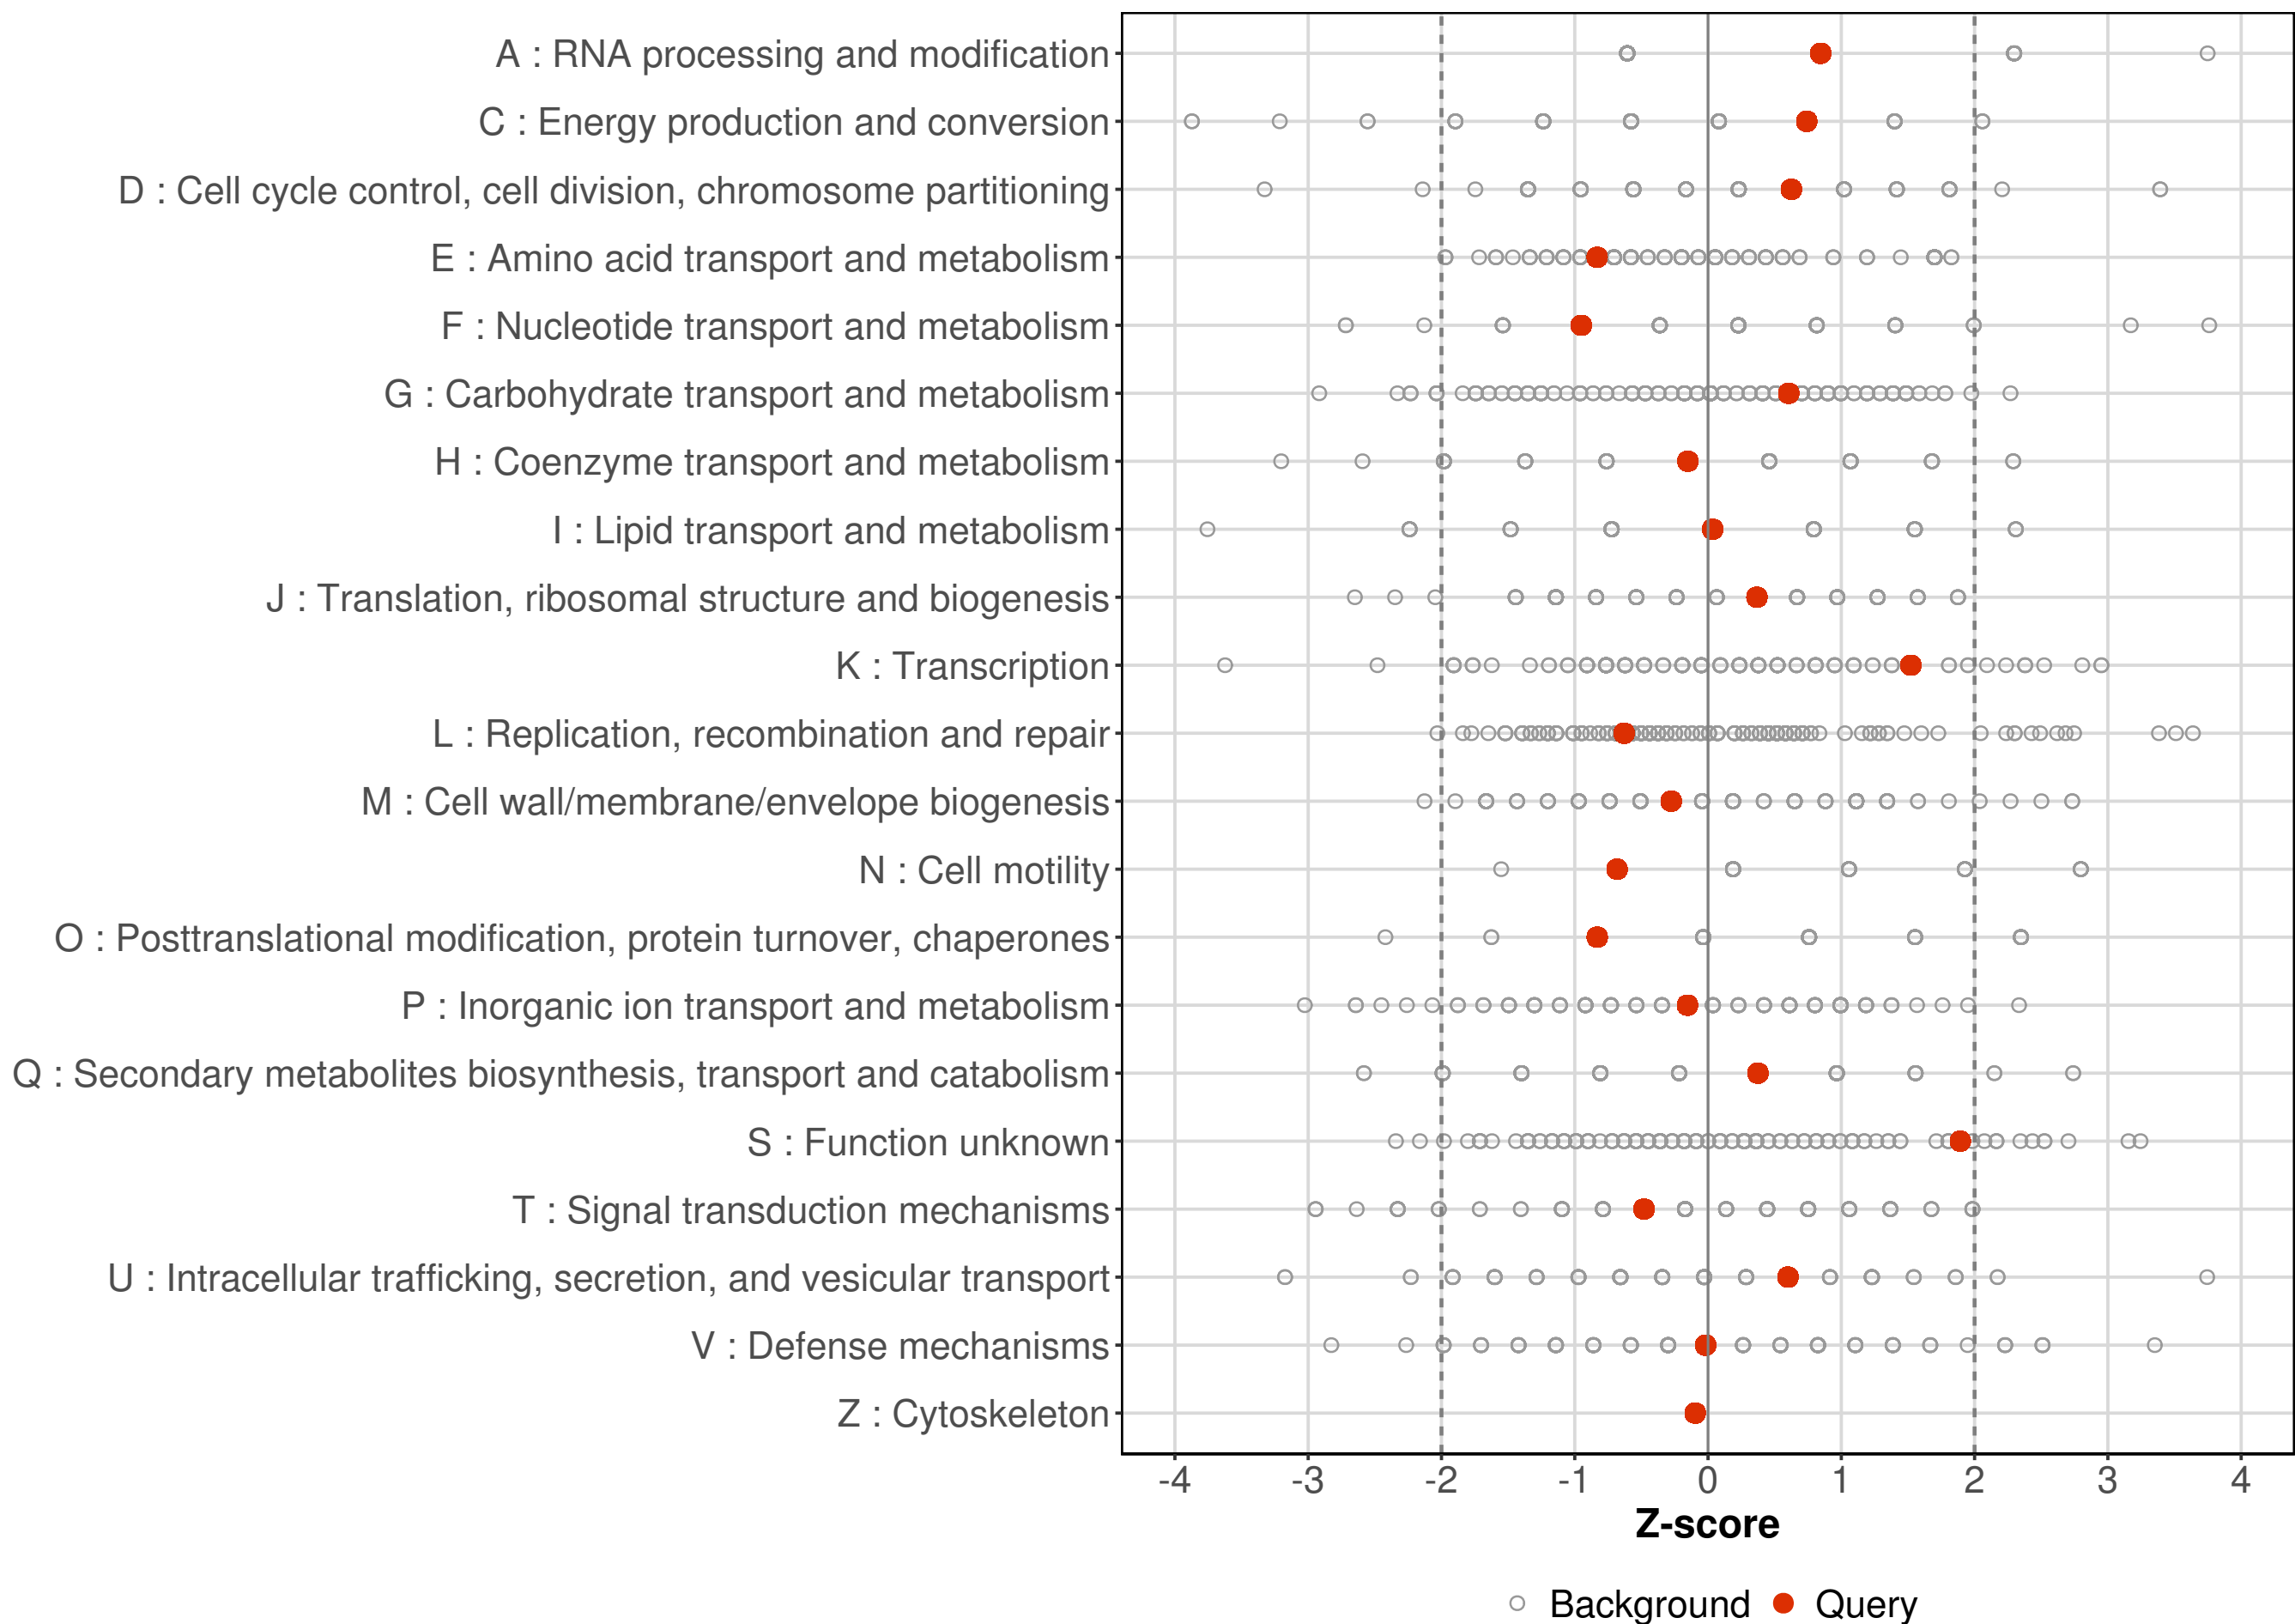 A : RNA processing and modification
C : Energy production and conversion
D : Cell cycle control, cell division, chromosome partitioning
E : Amino acid transport and metabolism
F : Nucleotide transport and metabolism
G : Carbohydrate transport and metabolism
H : Coenzyme transport and metabolism
I : Lipid transport and metabolism
J : Translation, ribosomal structure and biogenesis
K : Transcription
L : Replication, recombination and repair
M : Cell wall/membrane/envelope biogenesis
N : Cell motility
O : Posttranslational modification, protein turnover, chaperones
P : Inorganic ion transport and metabolism
Q : Secondary metabolites biosynthesis, transport and catabolism
S : Function unknown
T : Signal transduction mechanisms
U : Intracellular trafficking, secretion, and vesicular transport
V : Defense mechanisms
Z : Cytoskeleton
-4 -3 -2 -1 0 1 2 3 4
Z-score
Background Query